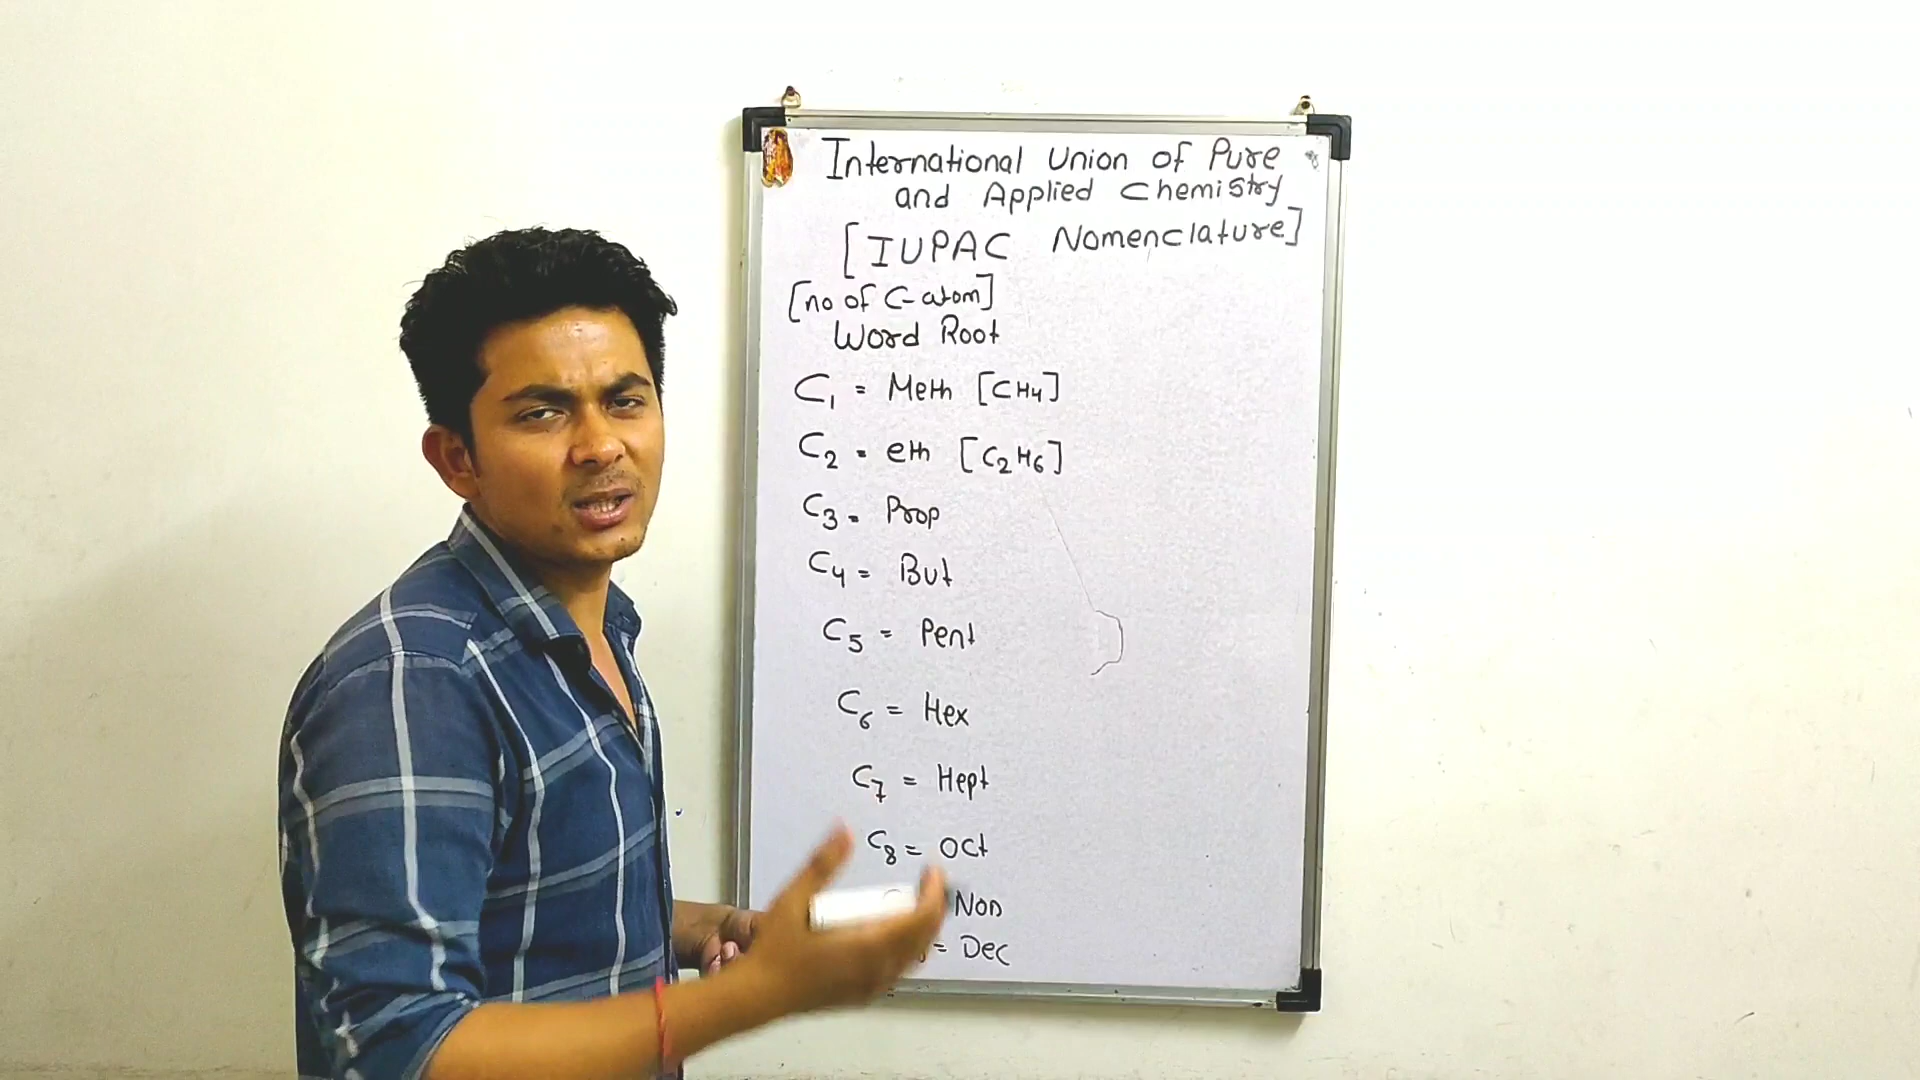 International Union of Pure
and Applied Chemistry
[IUPAC Nomenclature]
[no of C-atom]
Word Root
C1 = Meth [CH4]
C2 = eth [C2H6]
C3 = Prop
C4 = But
C5 = Pent
C6 = Hex
C7 = Hept
C8 = Oct
Non
= Dec